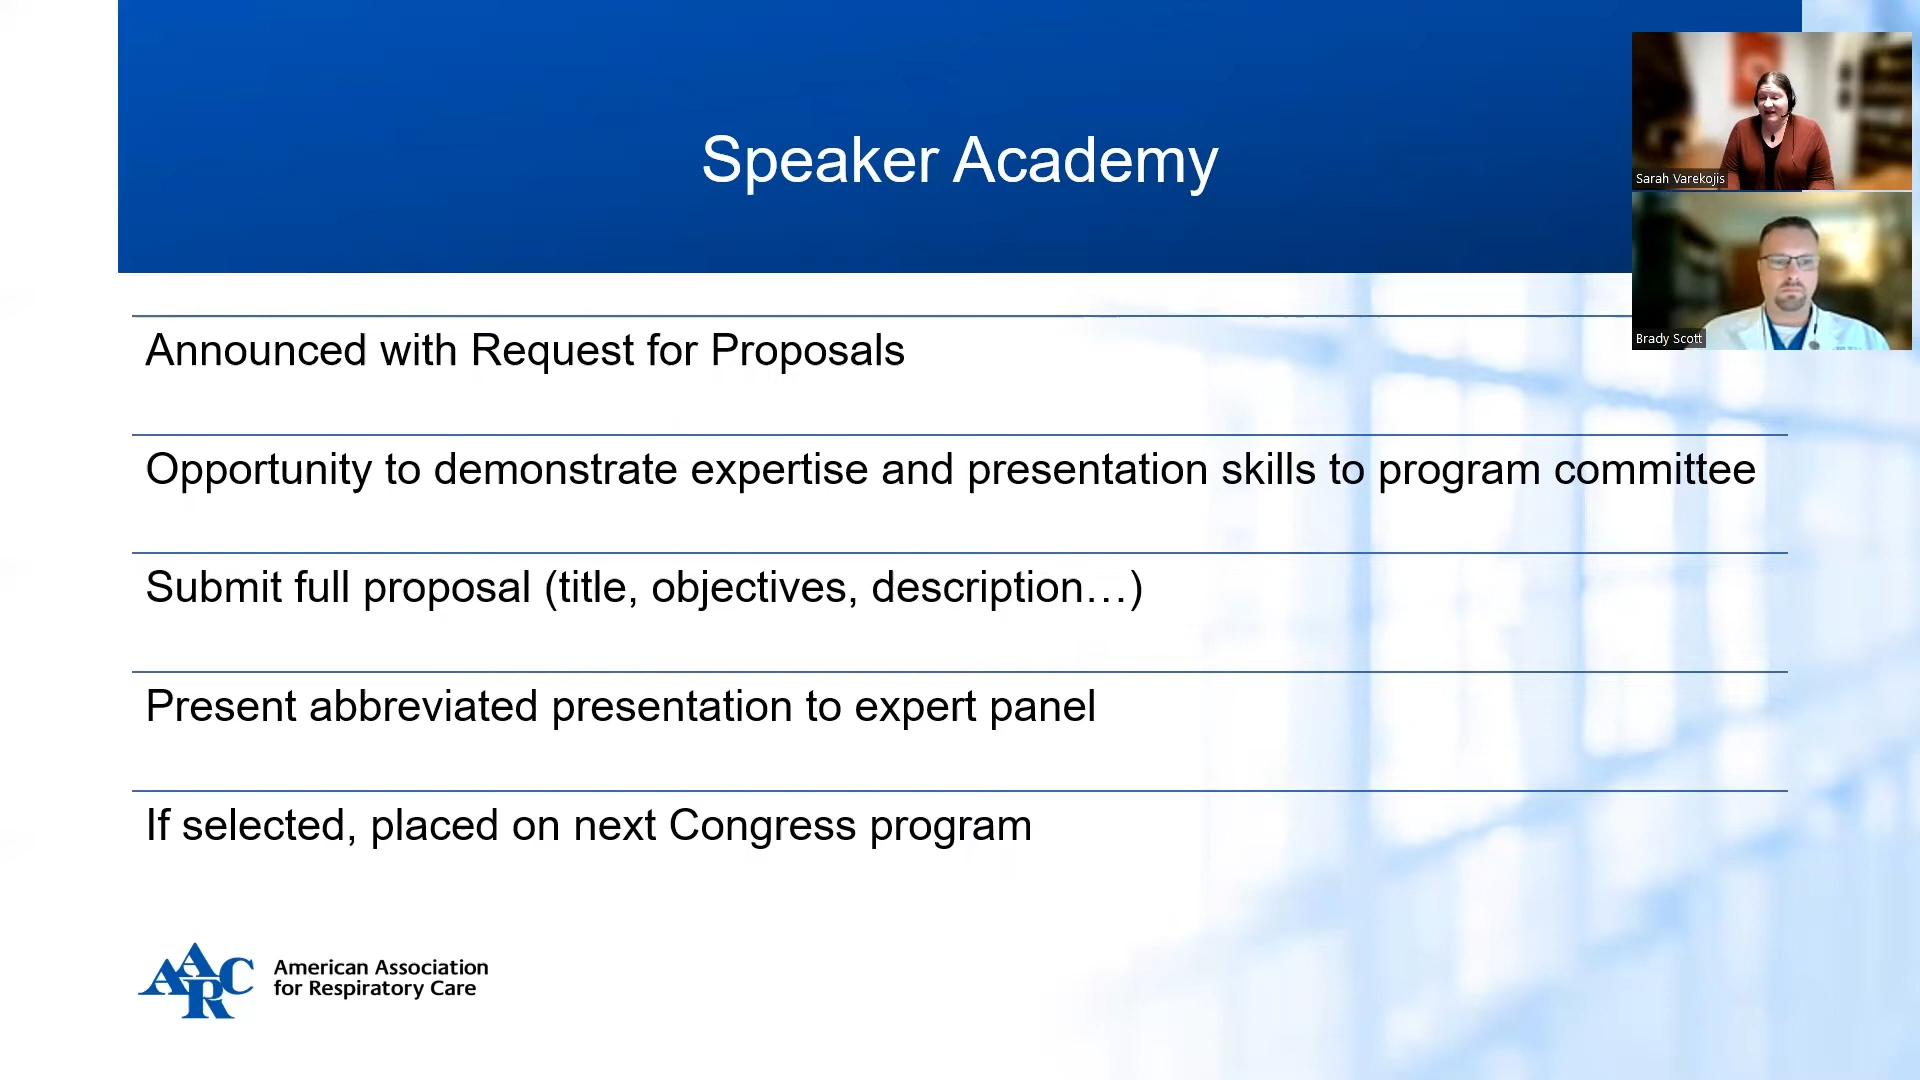 Speaker Academy
Sarah Varekojis
Brady Scott
Announced with Request for Proposals
Opportunity to demonstrate expertise and presentation skills to program committee
Submit full proposal (title, objectives, description…)
Present abbreviated presentation to expert panel
If selected, placed on next Congress program
AARC
American Association
for Respiratory Care